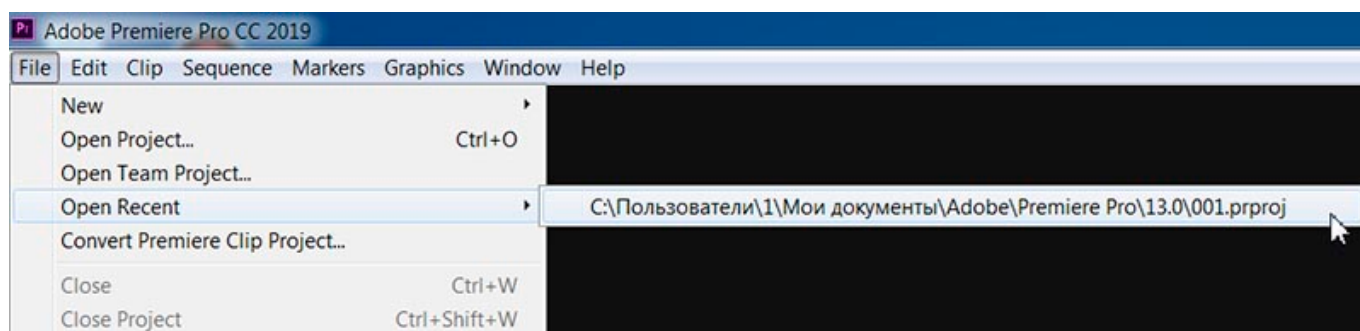 Pr Adobe Premiere Pro CC 2019
File Edit Clip Sequence Markers Graphics Window Help
New
Open Project... Ctrl+O
Open Team Project...
Open Recent C:\Пользователи\1\Мои документы\Adobe\Premiere Pro\13.0\001.prproj
Convert Premiere Clip Project...
Close Ctrl+W
Close Project Ctrl+Shift+W